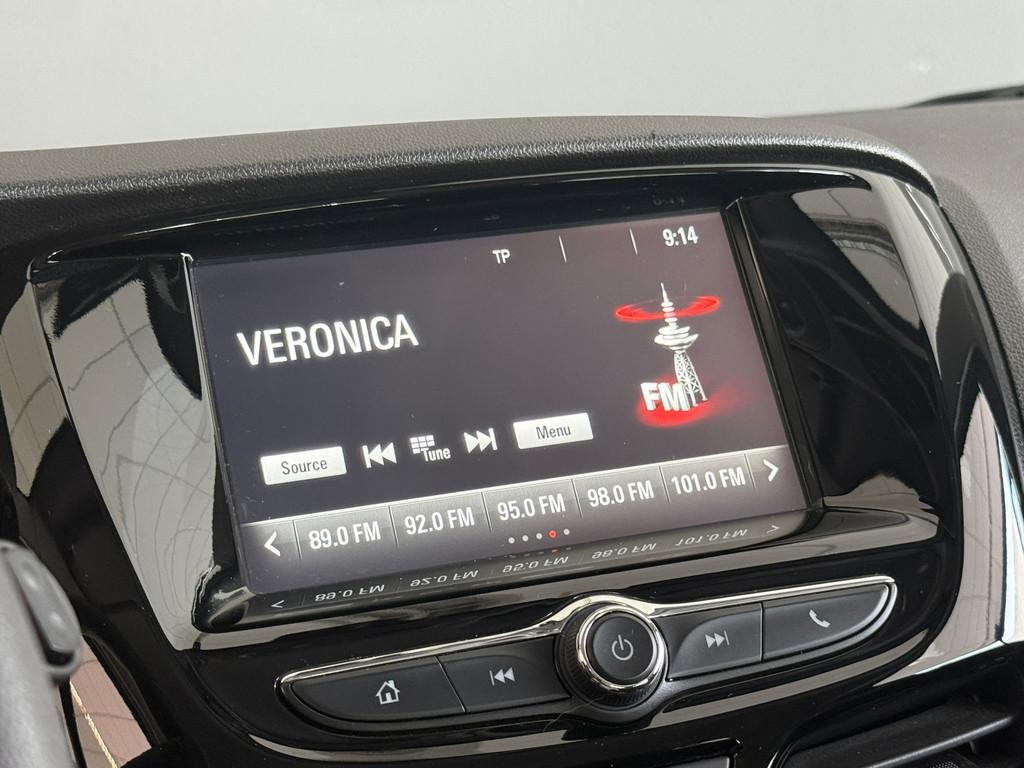 TP 9:14
VERONICA
FM
Source Tune Menu
89.0 FM 92.0 FM 95.0 FM 98.0 FM 101.0 FM